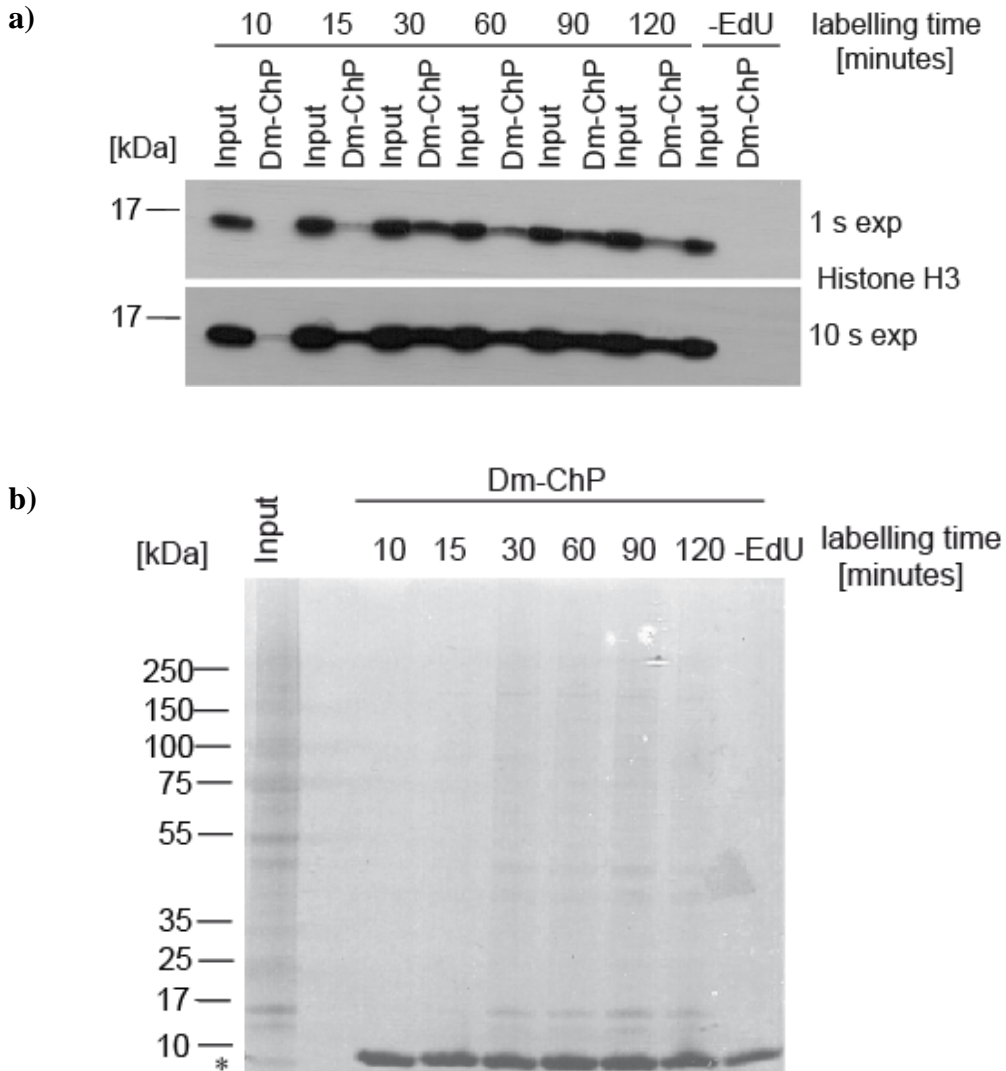 a)
10 15 30 60 90 120 -EdU labelling time
[minutes]
[kDa] Input Dm-ChP Input Dm-ChP Input Dm-ChP Input Dm-ChP Input Dm-ChP Input Dm-ChP Input Dm-ChP
17
1 s exp
Histone H3
17
10 s exp
b)
Dm-ChP
[kDa] Input 10 15 30 60 90 120 -EdU labelling time
[minutes]
250
150
100
75
55
35
25
17
10
*